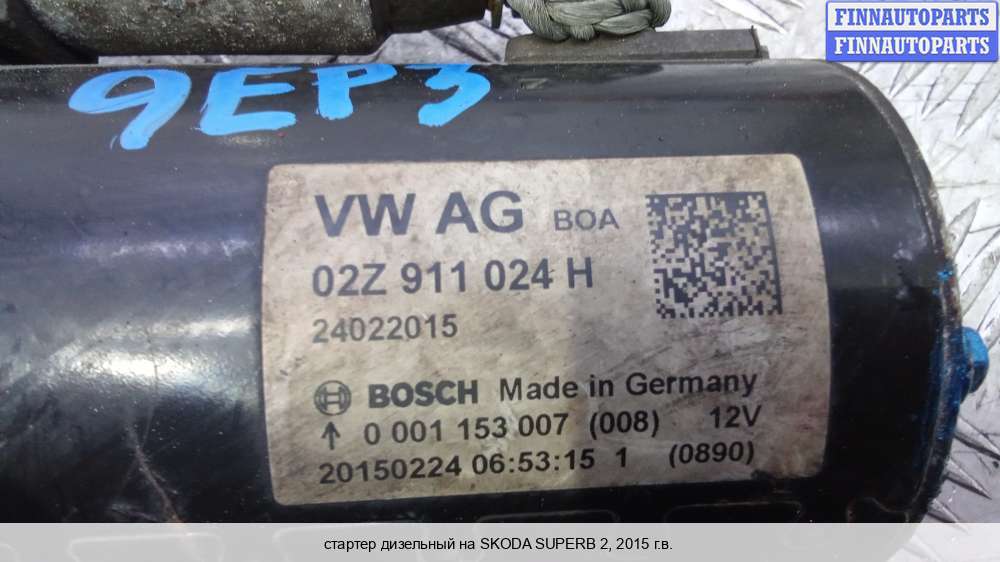 FINNAUTOPARTS
FINNAUTOPARTS
9EP3
VW AG BOA
02Z 911 024 H
24022015
BOSCH Made in Germany
↑ 0 001 153 007 (008) 12V
20150224 06:53:15 1 (0890)
стартер дизельный на SKODA SUPERB 2, 2015 г.в.